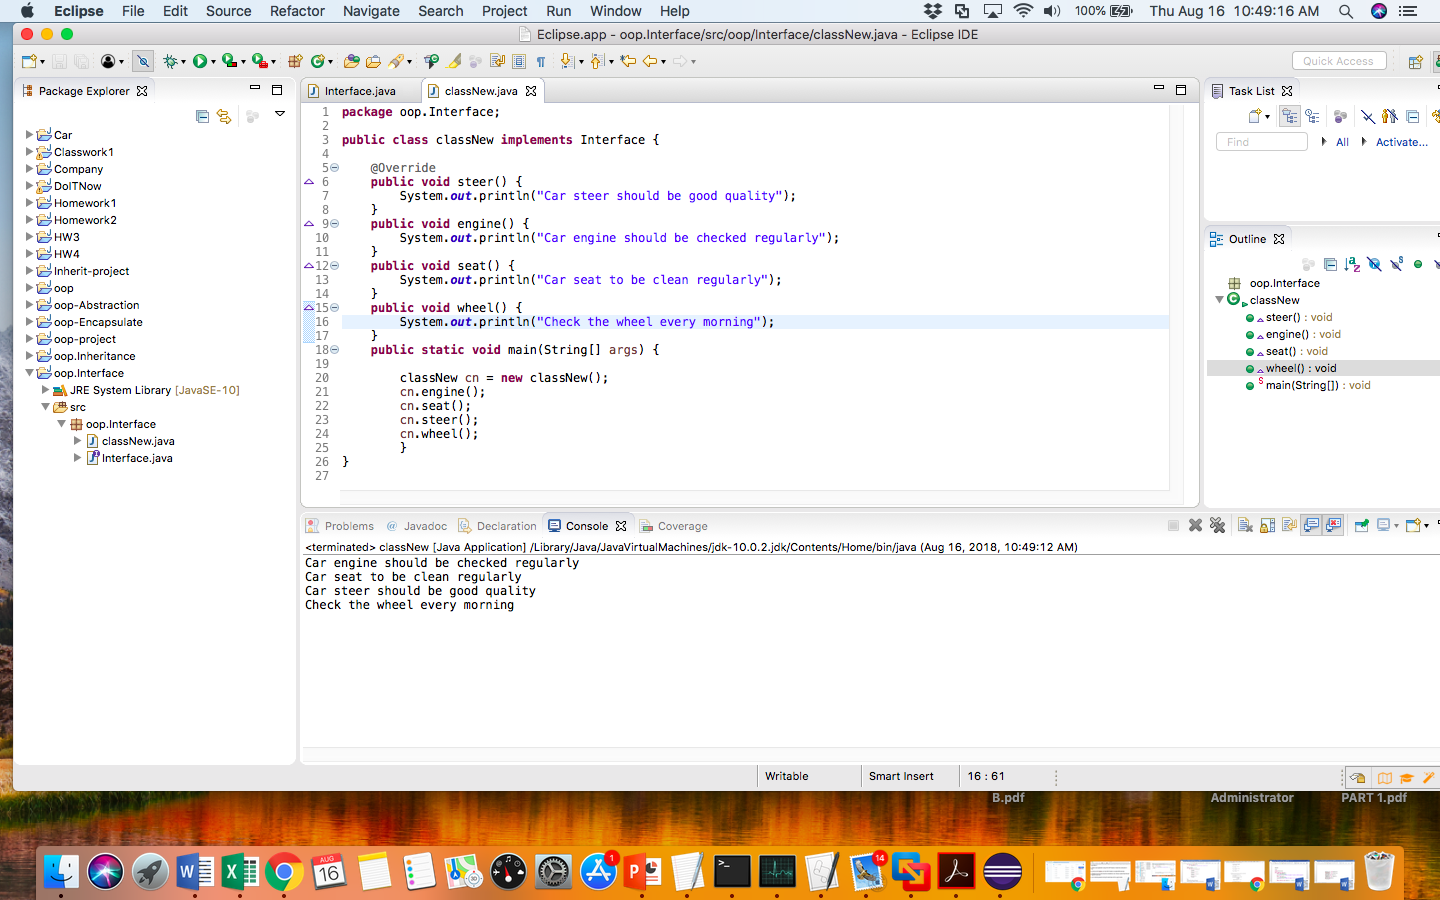 Eclipse File Edit Source Refactor Navigate Search Project Run Window Help 100% Thu Aug 16 10:49:16 AM
Eclipse.app - oop.Interface/src/oop/Interface/classNew.java - Eclipse IDE
Quick Access
Package Explorer
Car
Classwork1
Company
DoITNow
Homework1
Homework2
HW3
HW4
Inherit-project
oop
oop-Abstraction
oop-Encapsulate
oop-project
oop.Inheritance
oop.Interface
JRE System Library [JavaSE-10]
src
oop.Interface
classNew.java
Interface.java
Interface.java classNew.java
1 package oop.Interface;
2
3 public class classNew implements Interface {
4
5 @Override
6 public void steer() {
7 System.out.println("Car steer should be good quality");
8 }
9 public void engine() {
10 System.out.println("Car engine should be checked regularly");
11 }
12 public void seat() {
13 System.out.println("Car seat to be clean regularly");
14 }
15 public void wheel() {
16 System.out.println("Check the wheel every morning");
17 }
18 public static void main(String[] args) {
19
20 classNew cn = new classNew();
21 cn.engine();
22 cn.seat();
23 cn.steer();
24 cn.wheel();
25 }
26 }
27
Task List
Find All Activate...
Outline
oop.Interface
classNew
steer() : void
engine() : void
seat() : void
wheel() : void
main(String[]) : void
Problems @ Javadoc Declaration Console Coverage
<terminated> classNew [Java Application] /Library/Java/JavaVirtualMachines/jdk-10.0.2.jdk/Contents/Home/bin/java (Aug 16, 2018, 10:49:12 AM)
Car engine should be checked regularly
Car seat to be clean regularly
Car steer should be good quality
Check the wheel every morning
Writable Smart Insert 16 : 61
B.pdf Administrator PART 1.pdf
AUG
16
1
14